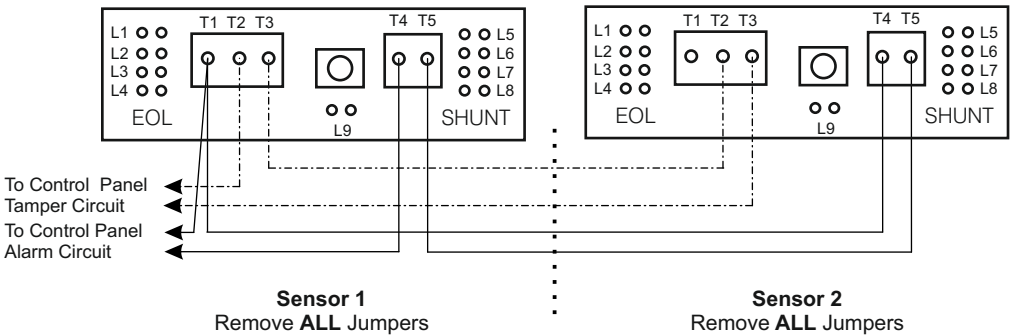 T1 T2 T3 T4 T5
L1 L5
L2 L6
L3 L7
L4 L8
EOL SHUNT
L9
T1 T2 T3 T4 T5
L1 L5
L2 L6
L3 L7
L4 L8
EOL SHUNT
L9
To Control Panel
Tamper Circuit
To Control Panel
Alarm Circuit
Sensor 1
Remove ALL Jumpers
Sensor 2
Remove ALL Jumpers